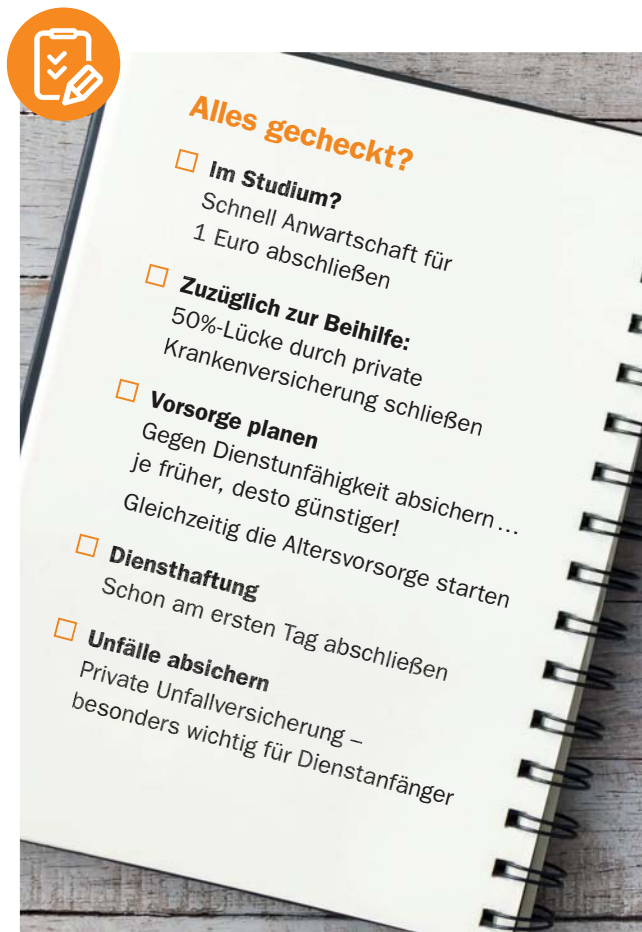 Alles gecheckt?
Im Studium?
Schnell Anwartschaft für
1 Euro abschließen
Zuzüglich zur Beihilfe:
50%-Lücke durch private
Krankenversicherung schließen
Vorsorge planen
Gegen Dienstunfähigkeit absichern…
je früher, desto günstiger!
Gleichzeitig die Altersvorsorge starten
Diensthaftung
Schon am ersten Tag abschließen
Unfälle absichern
Private Unfallversicherung –
besonders wichtig für Dienstanfänger